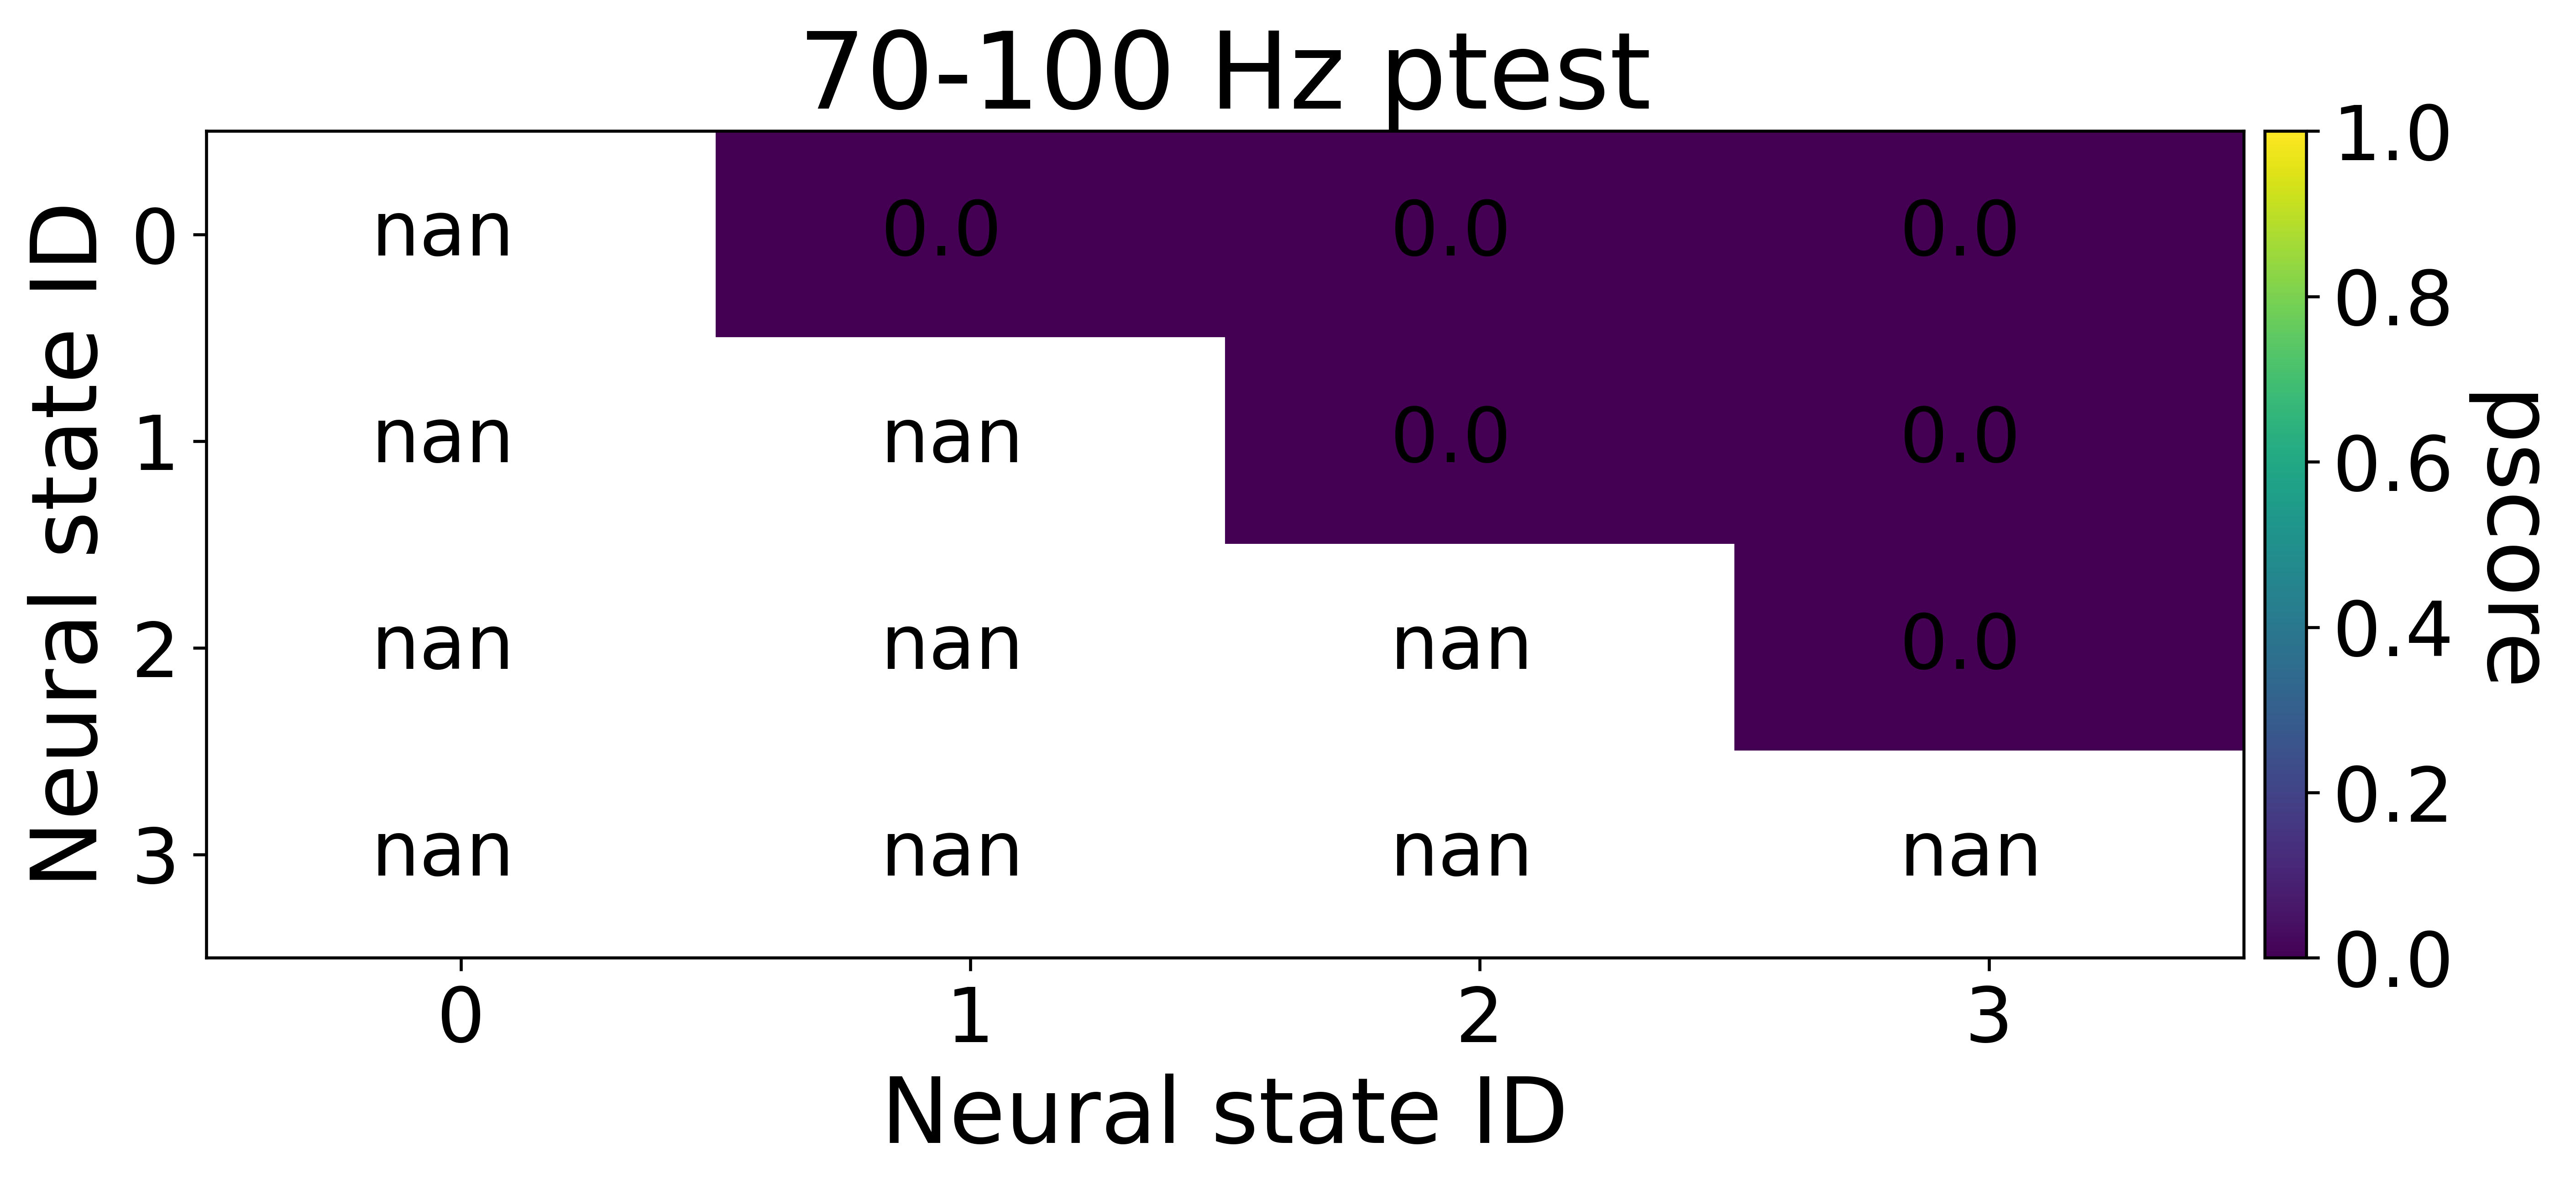 70-100 Hz ptest
Neural state ID
0 nan 0.0 0.0 0.0
1 nan nan 0.0 0.0
2 nan nan nan 0.0
3 nan nan nan nan
0 1 2 3
Neural state ID
1.0
0.8
0.6
0.4
0.2
0.0
pscore